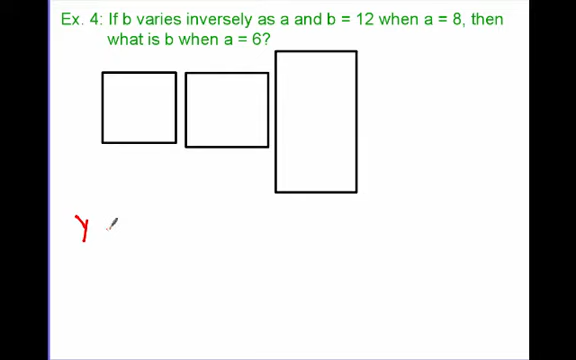 Ex. 4: If b varies inversely as a and b = 12 when a = 8, then
what is b when a = 6?
y